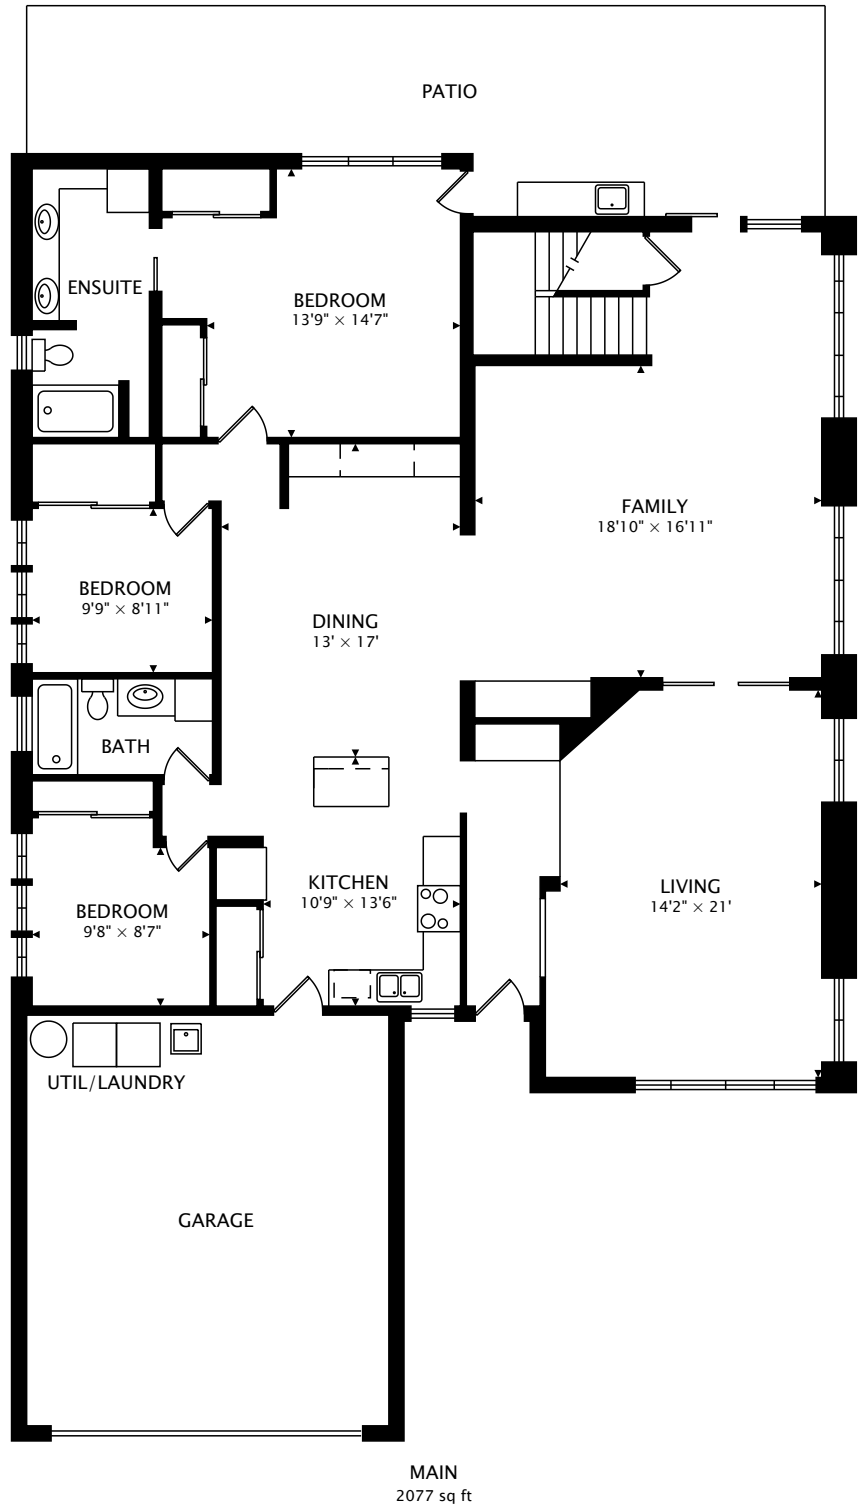 PATIO
ENSUITE
BEDROOM
13'9" × 14'7"
FAMILY
18'10" × 16'11"
BEDROOM
9'9" × 8'11"
DINING
13' × 17'
BATH
KITCHEN
10'9" × 13'6"
LIVING
14'2" × 21'
BEDROOM
9'8" × 8'7"
UTIL/LAUNDRY
GARAGE
MAIN
2077 sq ft